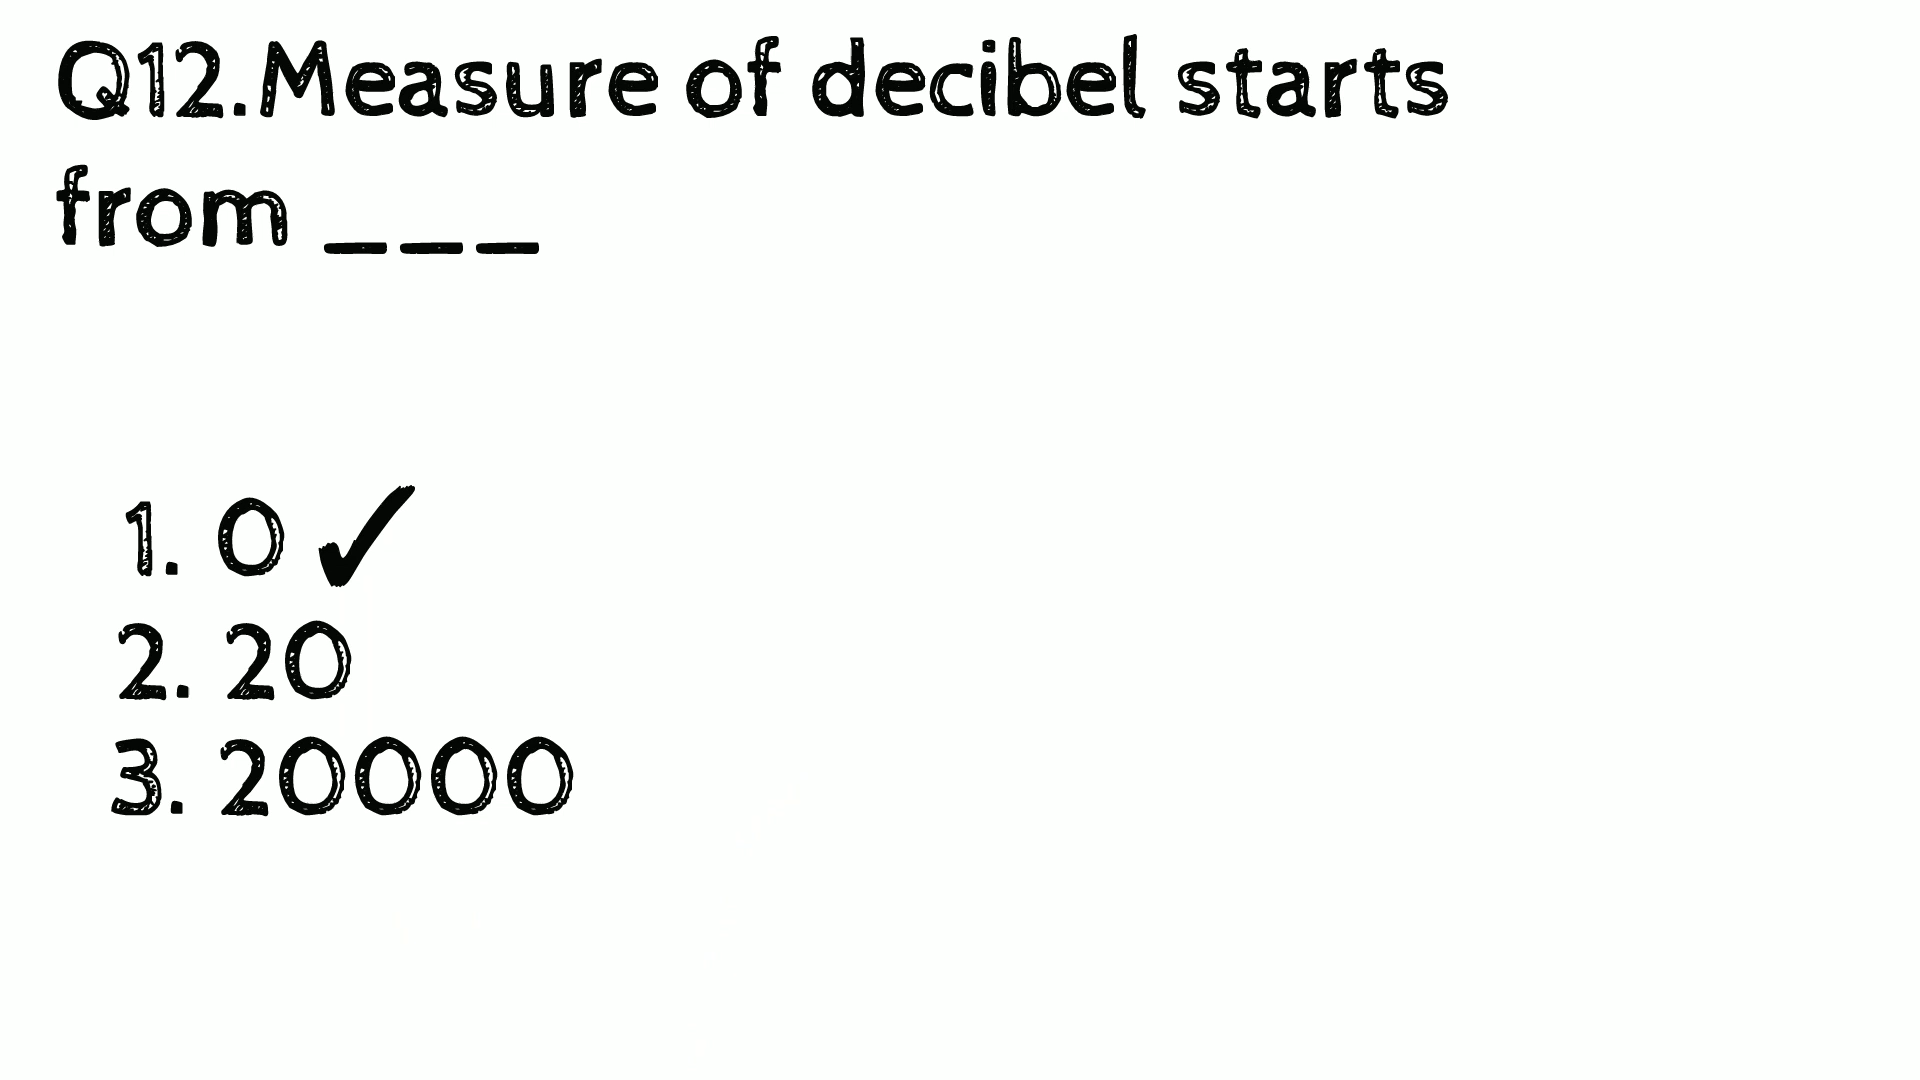 Q12.Measure of decibel starts
from ___
1. 0 ✓
2. 20
3. 20000